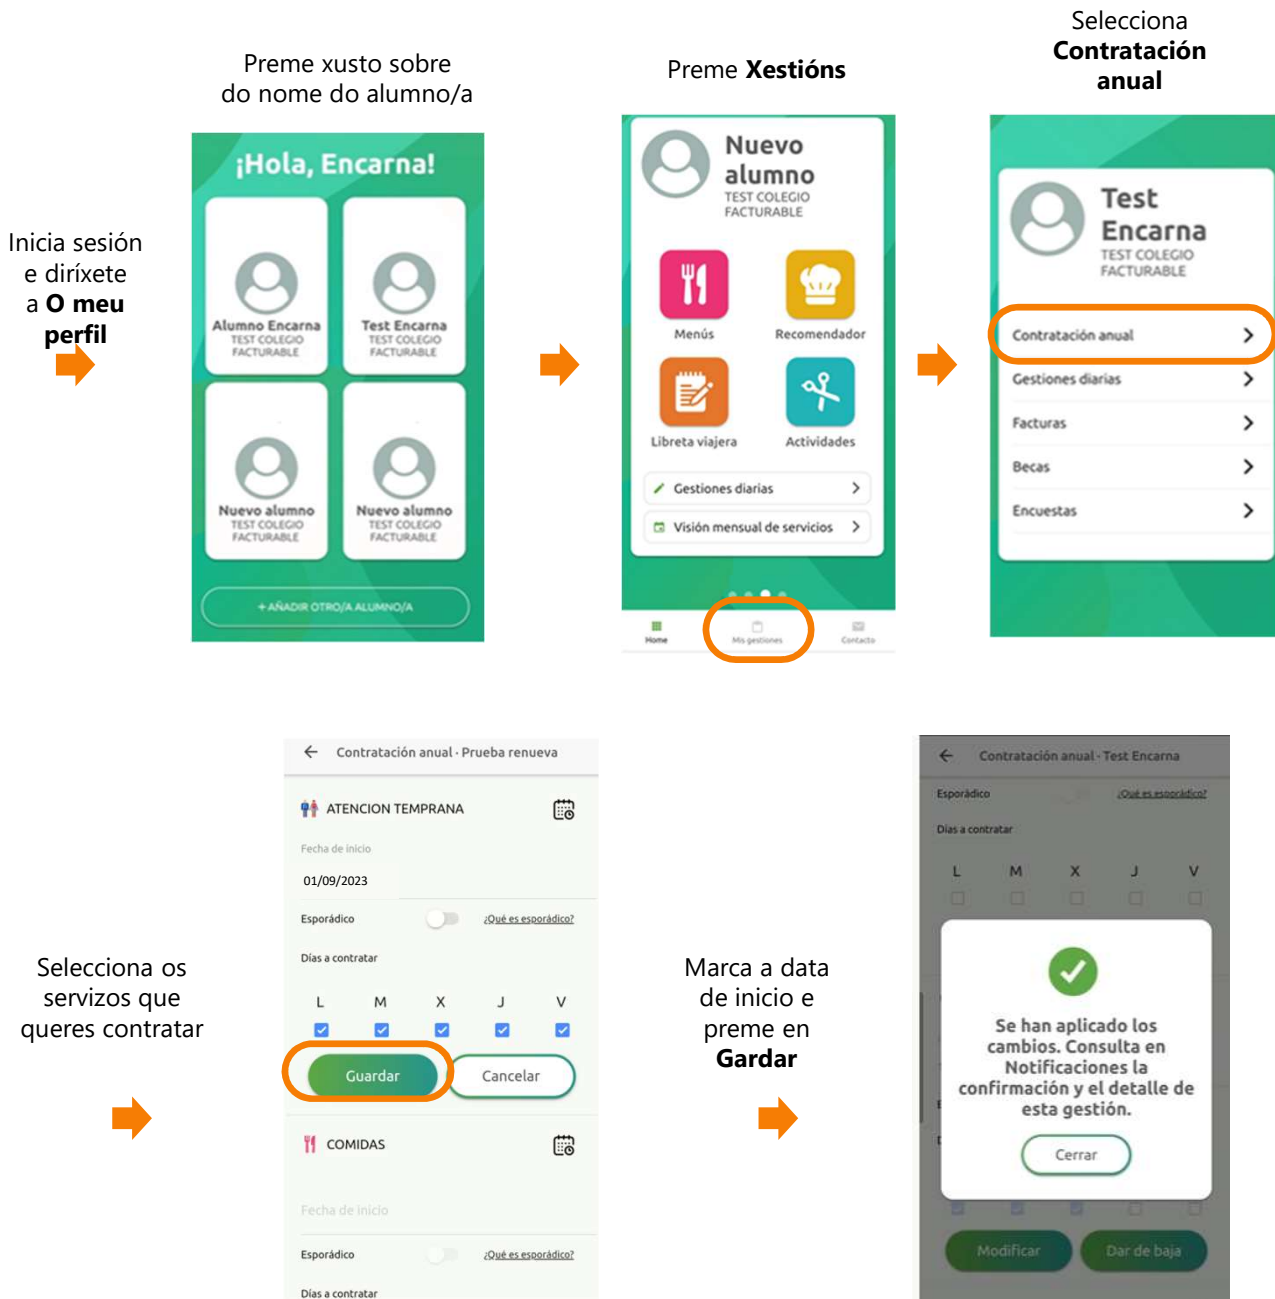 Inicia sesión
e diríxete
a O meu
perfil
Preme xusto sobre
do nome do alumno/a
¡Hola, Encarna!
Alumno Encarna
TEST COLEGIO
FACTURABLE
Test Encarna
TEST COLEGIO
FACTURABLE
Nuevo alumno
TEST COLEGIO
FACTURABLE
Nuevo alumno
TEST COLEGIO
FACTURABLE
+ AÑADIR OTRO/A ALUMNO/A
Preme Xestións
Nuevo
alumno
TEST COLEGIO
FACTURABLE
Menús
Recomendador
Libreta viajera
Actividades
Gestiones diarias
Visión mensual de servicios
Home
Mis gestiones
Contacto
Selecciona
Contratación
anual
Test
Encarna
TEST COLEGIO
FACTURABLE
Contratación anual
Gestiones diarias
Facturas
Becas
Encuestas
Selecciona os
servizos que
queres contratar
Contratación anual · Prueba renueva
ATENCION TEMPRANA
Fecha de inicio
01/09/2023
Esporádico ¿Qué es esporádico?
Días a contratar
L M X J V
Guardar Cancelar
COMIDAS
Fecha de inicio
Esporádico ¿Qué es esporádico?
Días a contratar
Marca a data
de inicio e
preme en
Gardar
Contratación anual · Test Encarna
Esporádico ¿Qué es esporádico?
Días a contratar
L M X J V
Se han aplicado los
cambios. Consulta en
Notificaciones la
confirmación y el detalle de
esta gestión.
Cerrar
Modificar Dar de baja